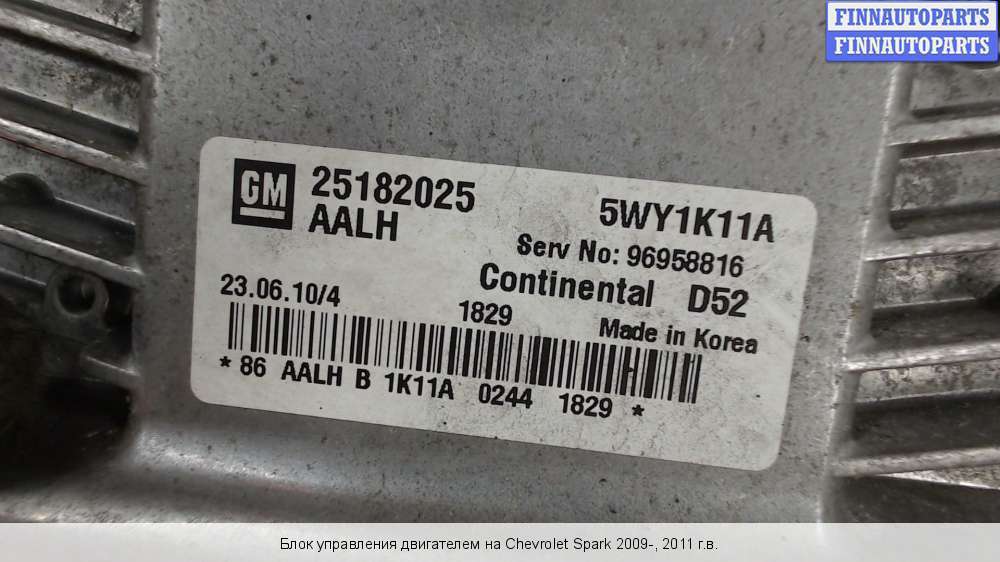 FINNAUTOPARTS
FINNAUTOPARTS
GM 25182025 5WY1K11A
AALH Serv No: 96958816
Continental D52
23.06.10/4 1829 Made in Korea
* 86 AALH B 1K11A 0244 1829 *
Блок управления двигателем на Chevrolet Spark 2009-, 2011 г.в.